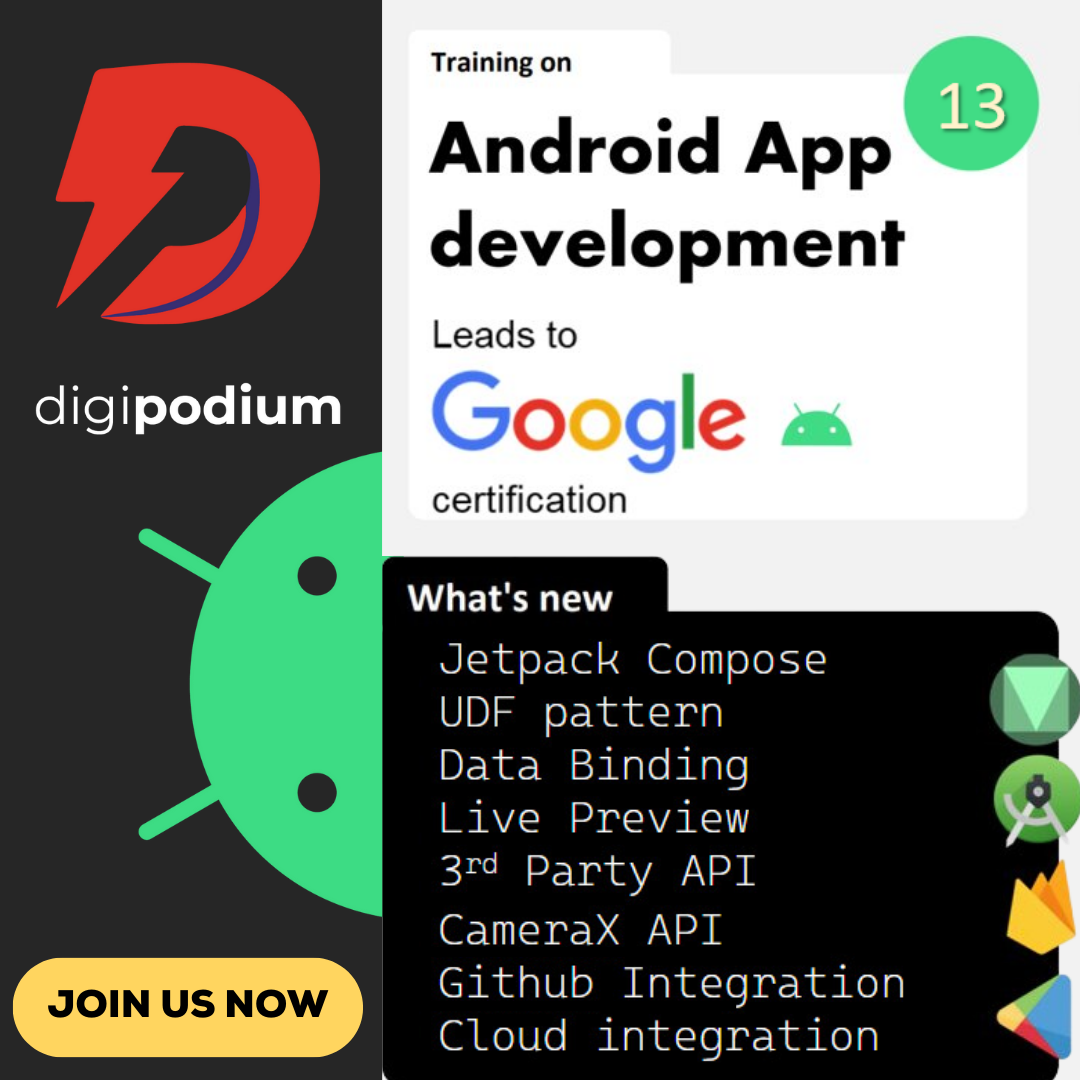 digipodium
JOIN US NOW
Training on
13
Android App
development
Leads to
Google
certification
What's new
Jetpack Compose
UDF pattern
Data Binding
Live Preview
3rd Party API
CameraX API
Github Integration
Cloud integration